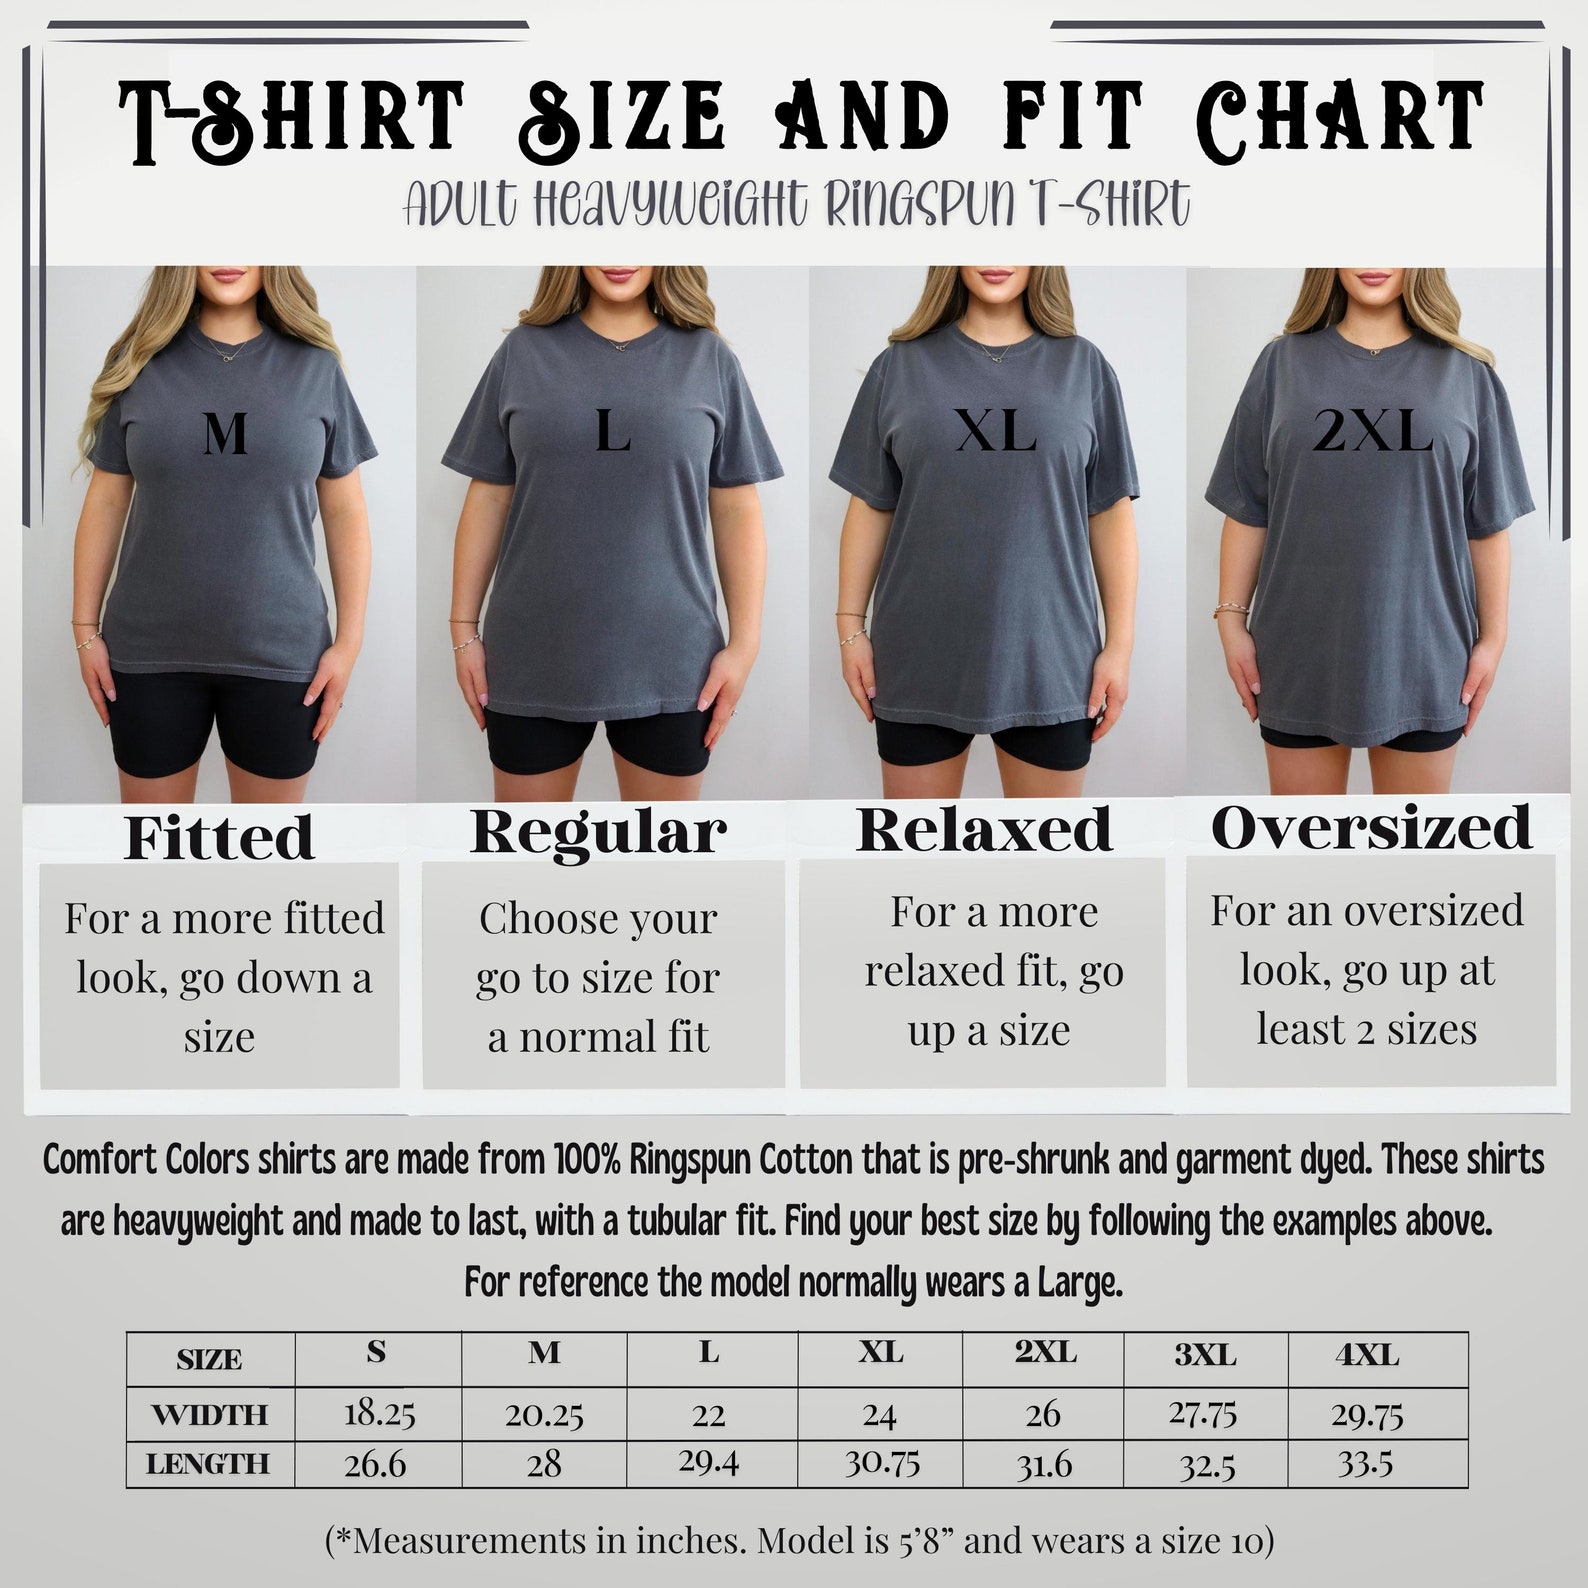 T-Shirt Size and Fit Chart
Adult Heavyweight Ringspun T-Shirt
M L XL 2XL
Fitted Regular Relaxed Oversized
For a more fitted
look, go down a
size
Choose your
go to size for
a normal fit
For a more
relaxed fit, go
up a size
For an oversized
look, go up at
least 2 sizes
Comfort Colors shirts are made from 100% Ringspun Cotton that is pre-shrunk and garment dyed. These shirts
are heavyweight and made to last, with a tubular fit. Find your best size by following the examples above.
For reference the model normally wears a Large.
SIZE S M L XL 2XL 3XL 4XL
WIDTH 18.25 20.25 22 24 26 27.75 29.75
LENGTH 26.6 28 29.4 30.75 31.6 32.5 33.5
(*Measurements in inches. Model is 5’8” and wears a size 10)